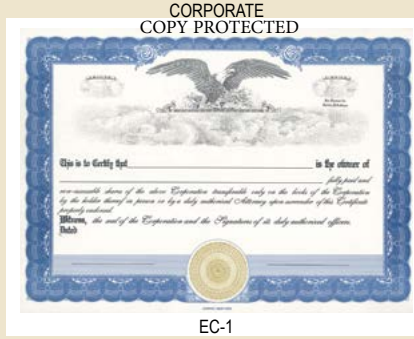 CORPORATE
COPY PROTECTED
This is to Certify that is the owner of
fully paid and
non-assessable shares of the above Corporation transferable only on the books of the Corporation
by the holder thereof in person or by a duly authorized Attorney upon surrender of this Certificate
properly endorsed.
Witness, the seal of the Corporation and the Signatures of its duly authorized officers.
Dated
EC-1